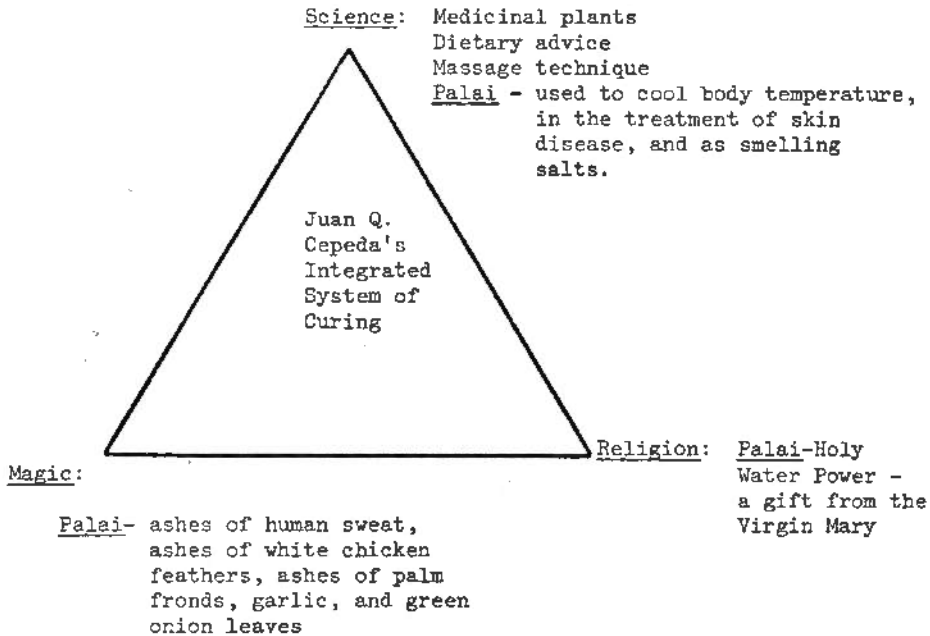 Science: Medicinal plants
Dietary advice
Massage technique
Palai - used to cool body temperature,
in the treatment of skin
disease, and as smelling
salts.
Juan Q.
Cepeda's
Integrated
System of
Curing
Magic:
Palai- ashes of human sweat,
ashes of white chicken
feathers, ashes of palm
fronds, garlic, and green
onion leaves
Religion: Palai-Holy
Water Power -
a gift from the
Virgin Mary